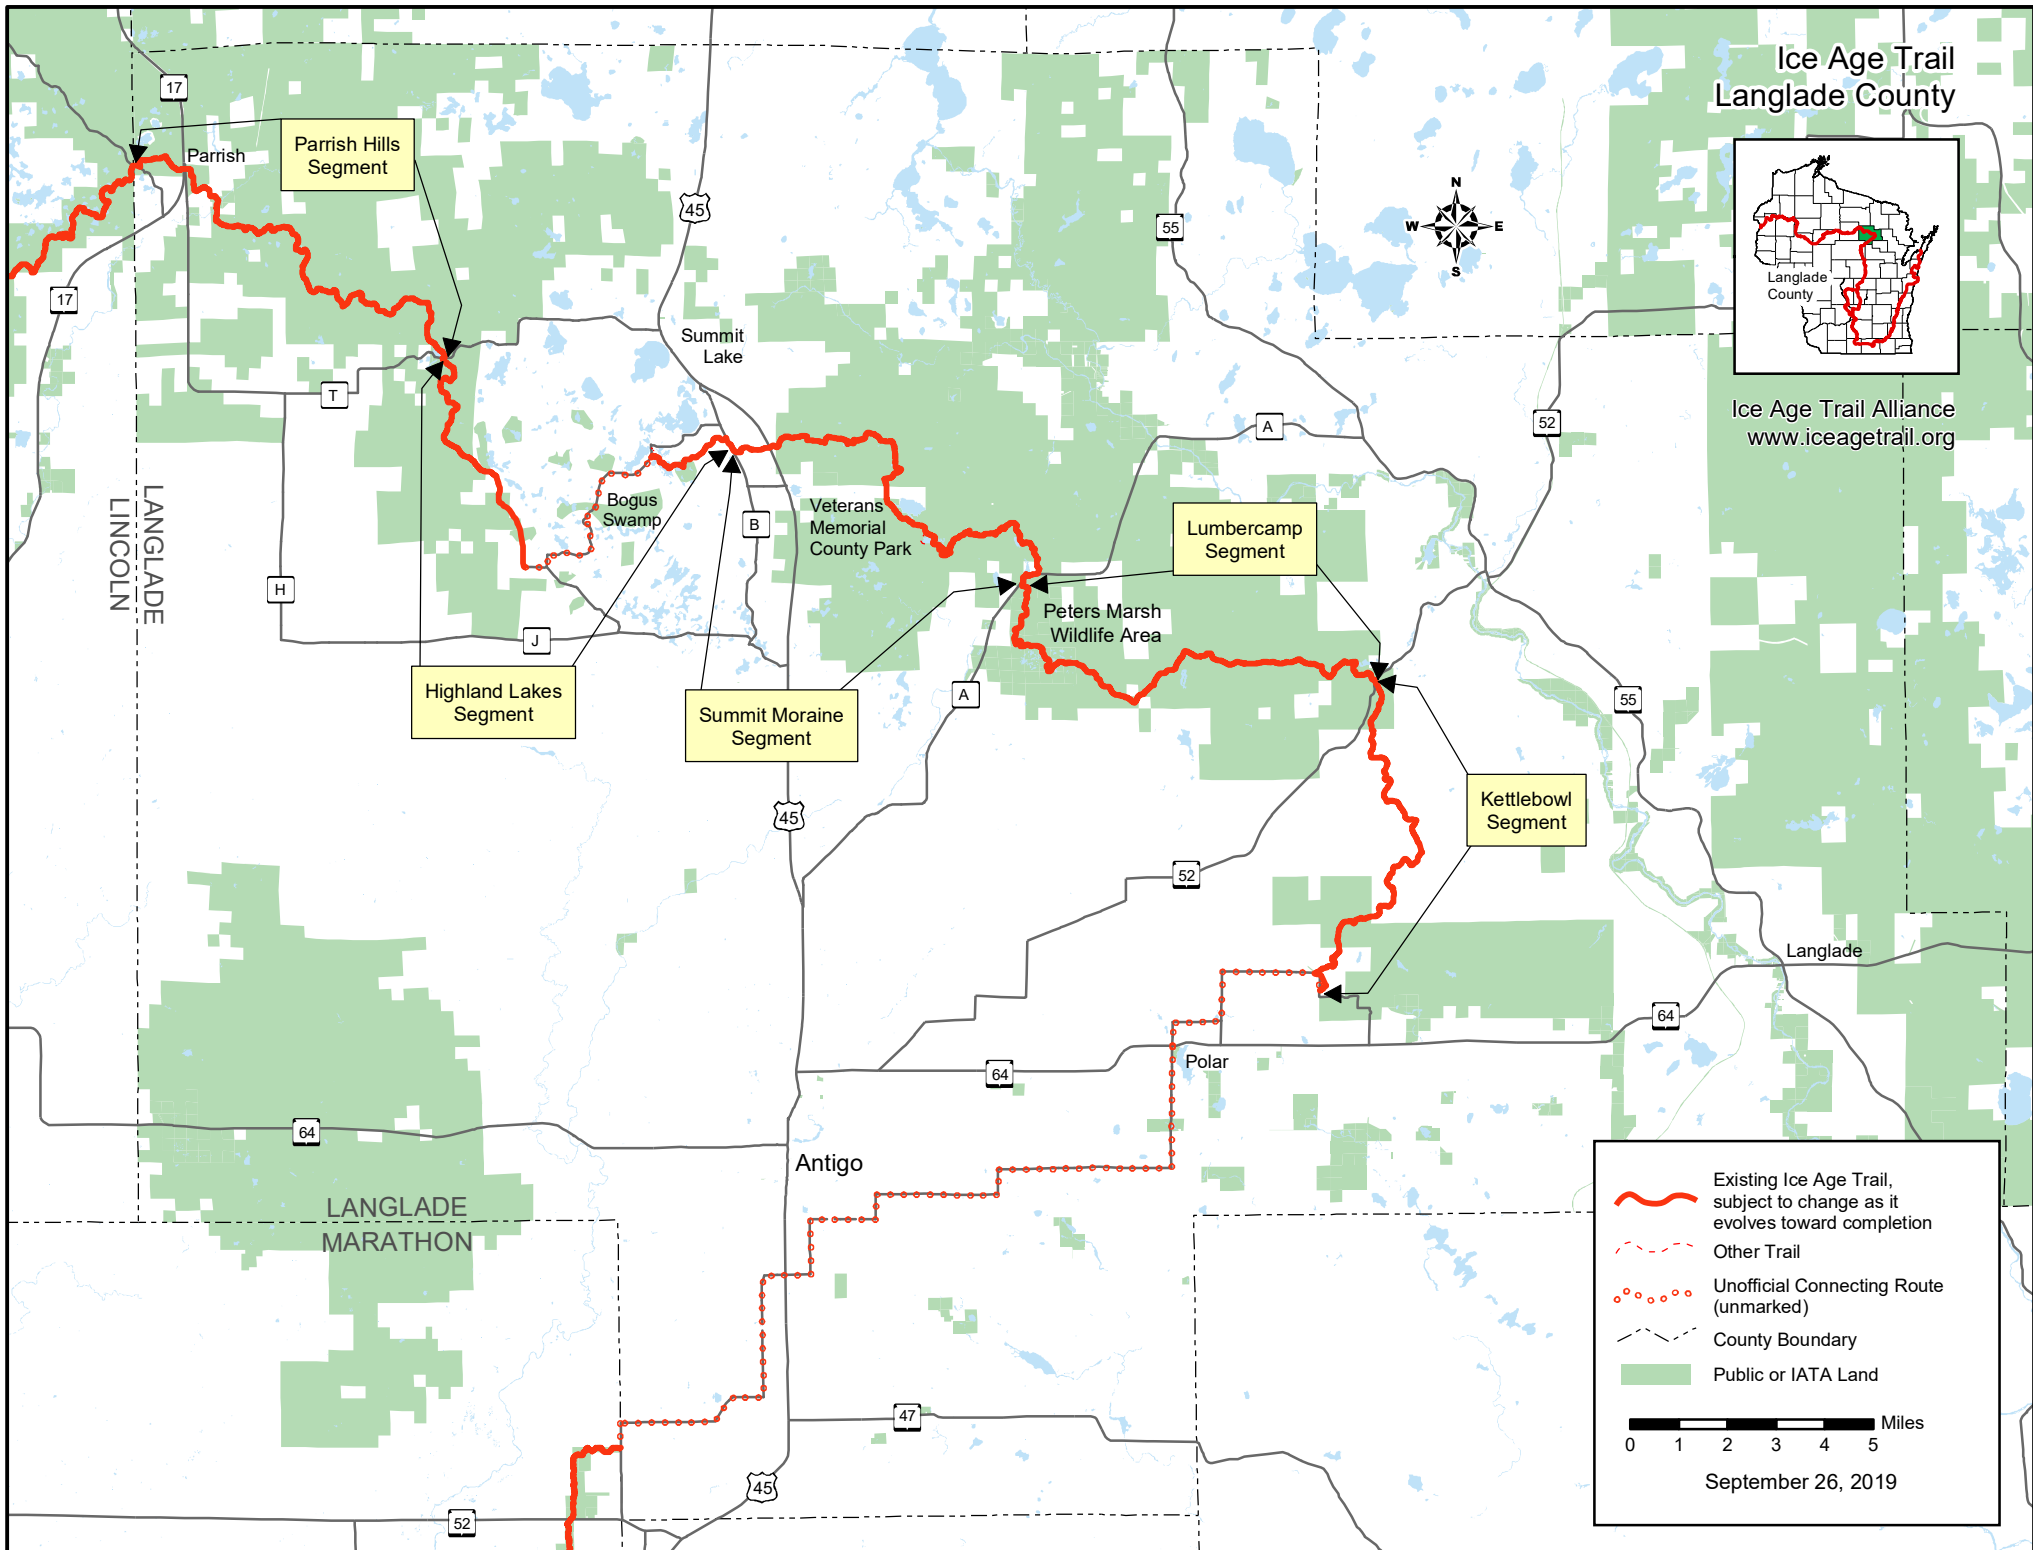 Ice Age Trail
Langlade County
N
W
E
S
Langlade
County
Ice Age Trail Alliance
www.iceagetrail.org
17
Parrish
Parrish Hills
Segment
45
55
17
Summit
Lake
T
52
A
LANGLADE
LINCOLN
Bogus
Swamp
B
Veterans
Memorial
County Park
Lumbercamp
Segment
H
J
Peters Marsh
Wildlife Area
Highland Lakes
Segment
Summit Moraine
Segment
A
55
45
Kettlebowl
Segment
52
Langlade
64
Polar
64
64
Antigo
LANGLADE
MARATHON
47
45
52
Existing Ice Age Trail,
subject to change as it
evolves toward completion
Other Trail
Unofficial Connecting Route
(unmarked)
County Boundary
Public or IATA Land
Miles
0 1 2 3 4 5
September 26, 2019